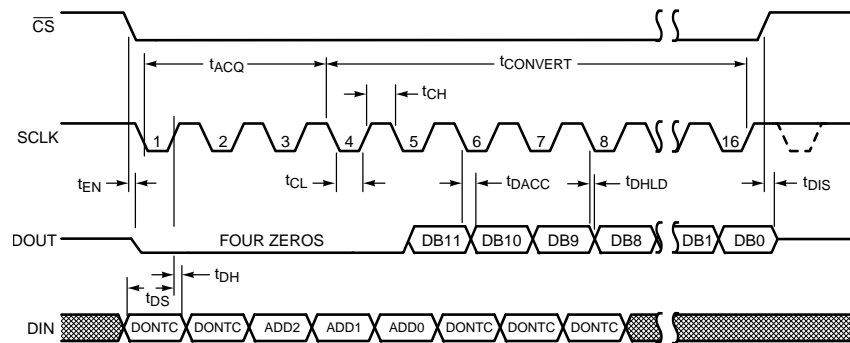 CS
tACQ
tCONVERT
tCH
SCLK
1 2 3 4 5 6 7 8 16
tEN
tCL
tDACC
tDHLD
tDIS
DOUT
FOUR ZEROS
DB11 DB10 DB9 DB8 DB1 DB0
tDH
tDS
DIN
DONTC DONTC ADD2 ADD1 ADD0 DONTC DONTC DONTC